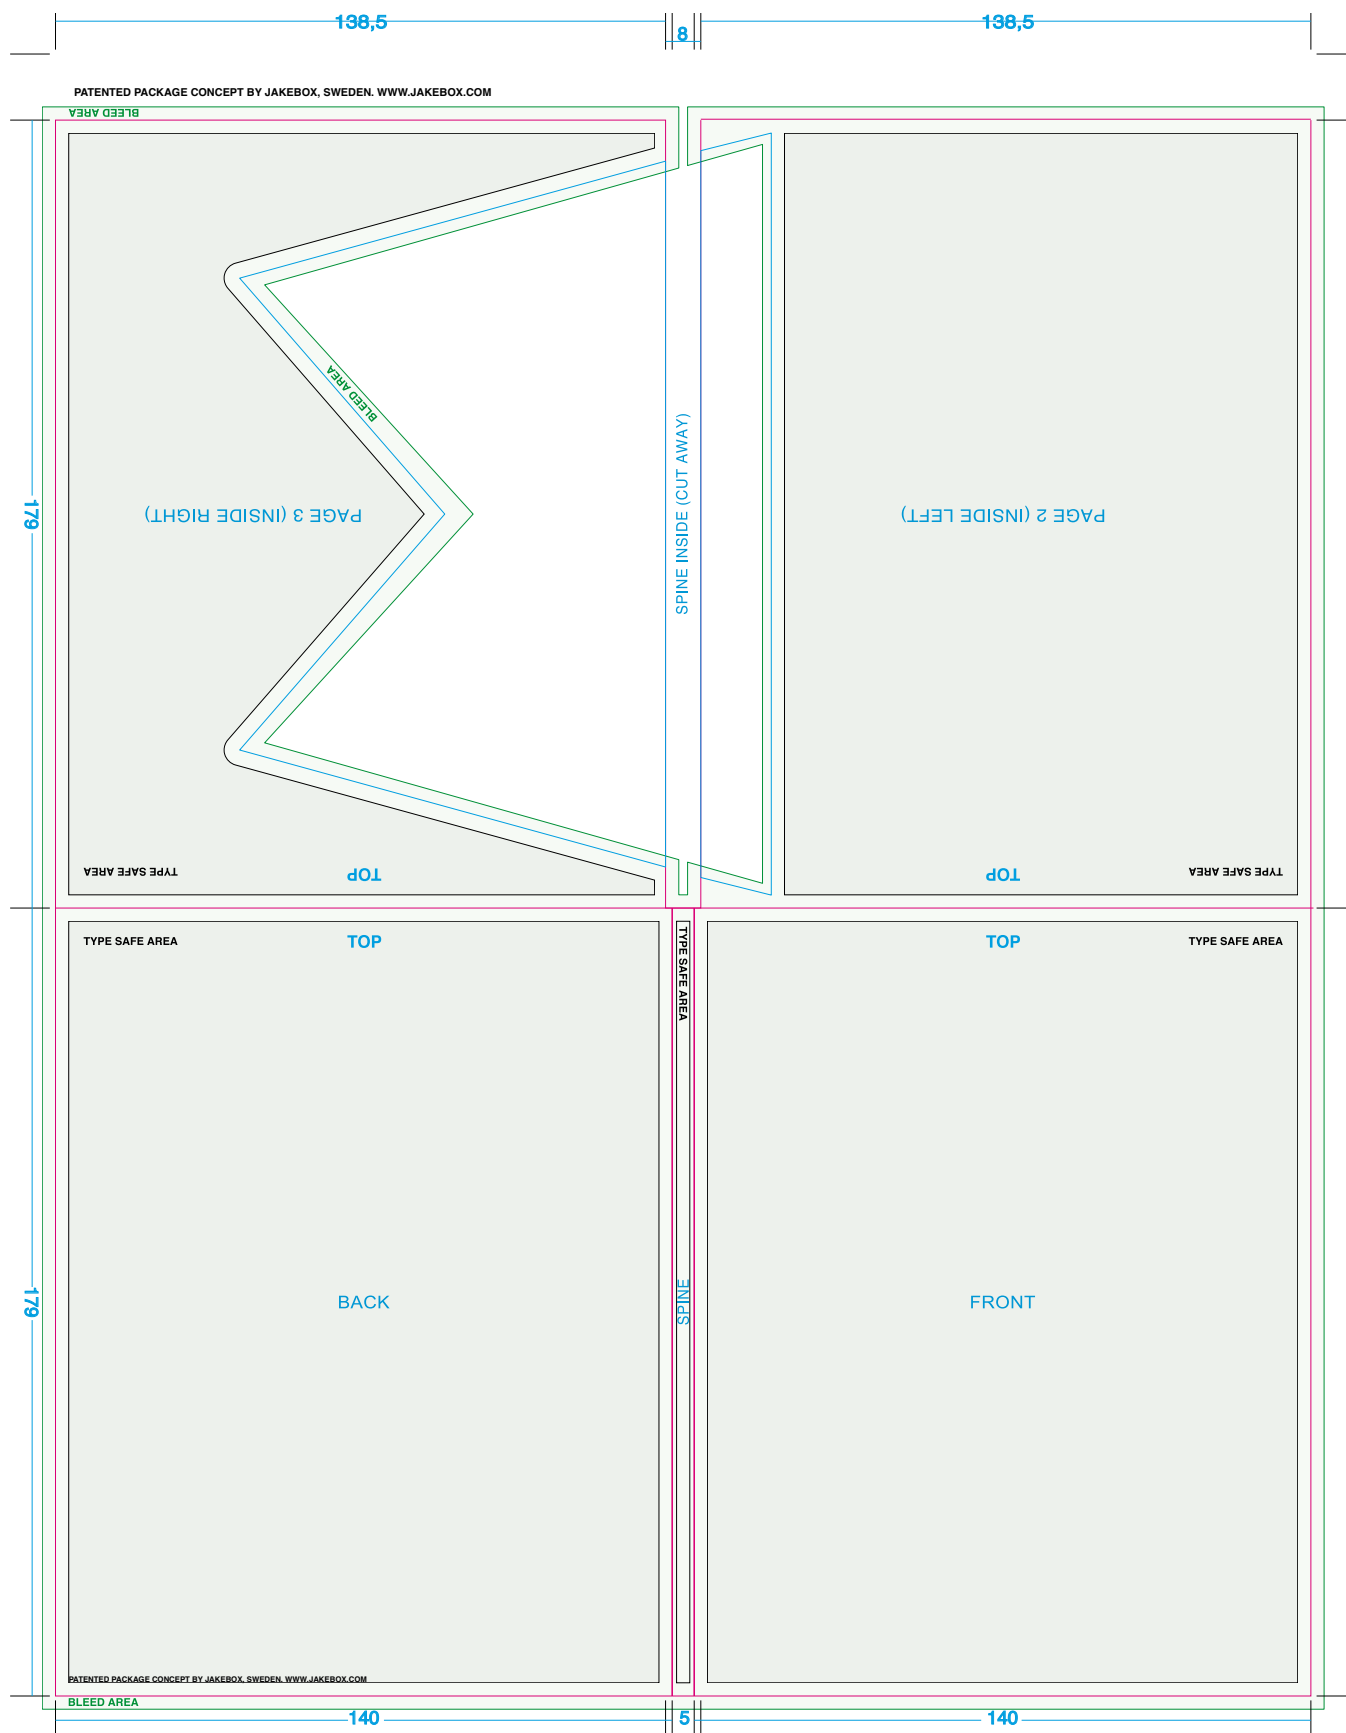 138,5
8
138,5
PATENTED PACKAGE CONCEPT BY JAKEBOX, SWEDEN. WWW.JAKEBOX.COM
BLEED AREA
BLEED AREA
179
PAGE 3 (INSIDE RIGHT)
SPINE INSIDE (CUT AWAY)
PAGE 2 (INSIDE LEFT)
TYPE SAFE AREA
TOP
TOP
TYPE SAFE AREA
TYPE SAFE AREA
TOP
TYPE SAFE AREA
TOP
TYPE SAFE AREA
179
BACK
SPINE
FRONT
PATENTED PACKAGE CONCEPT BY JAKEBOX, SWEDEN. WWW.JAKEBOX.COM
BLEED AREA
140
5
140